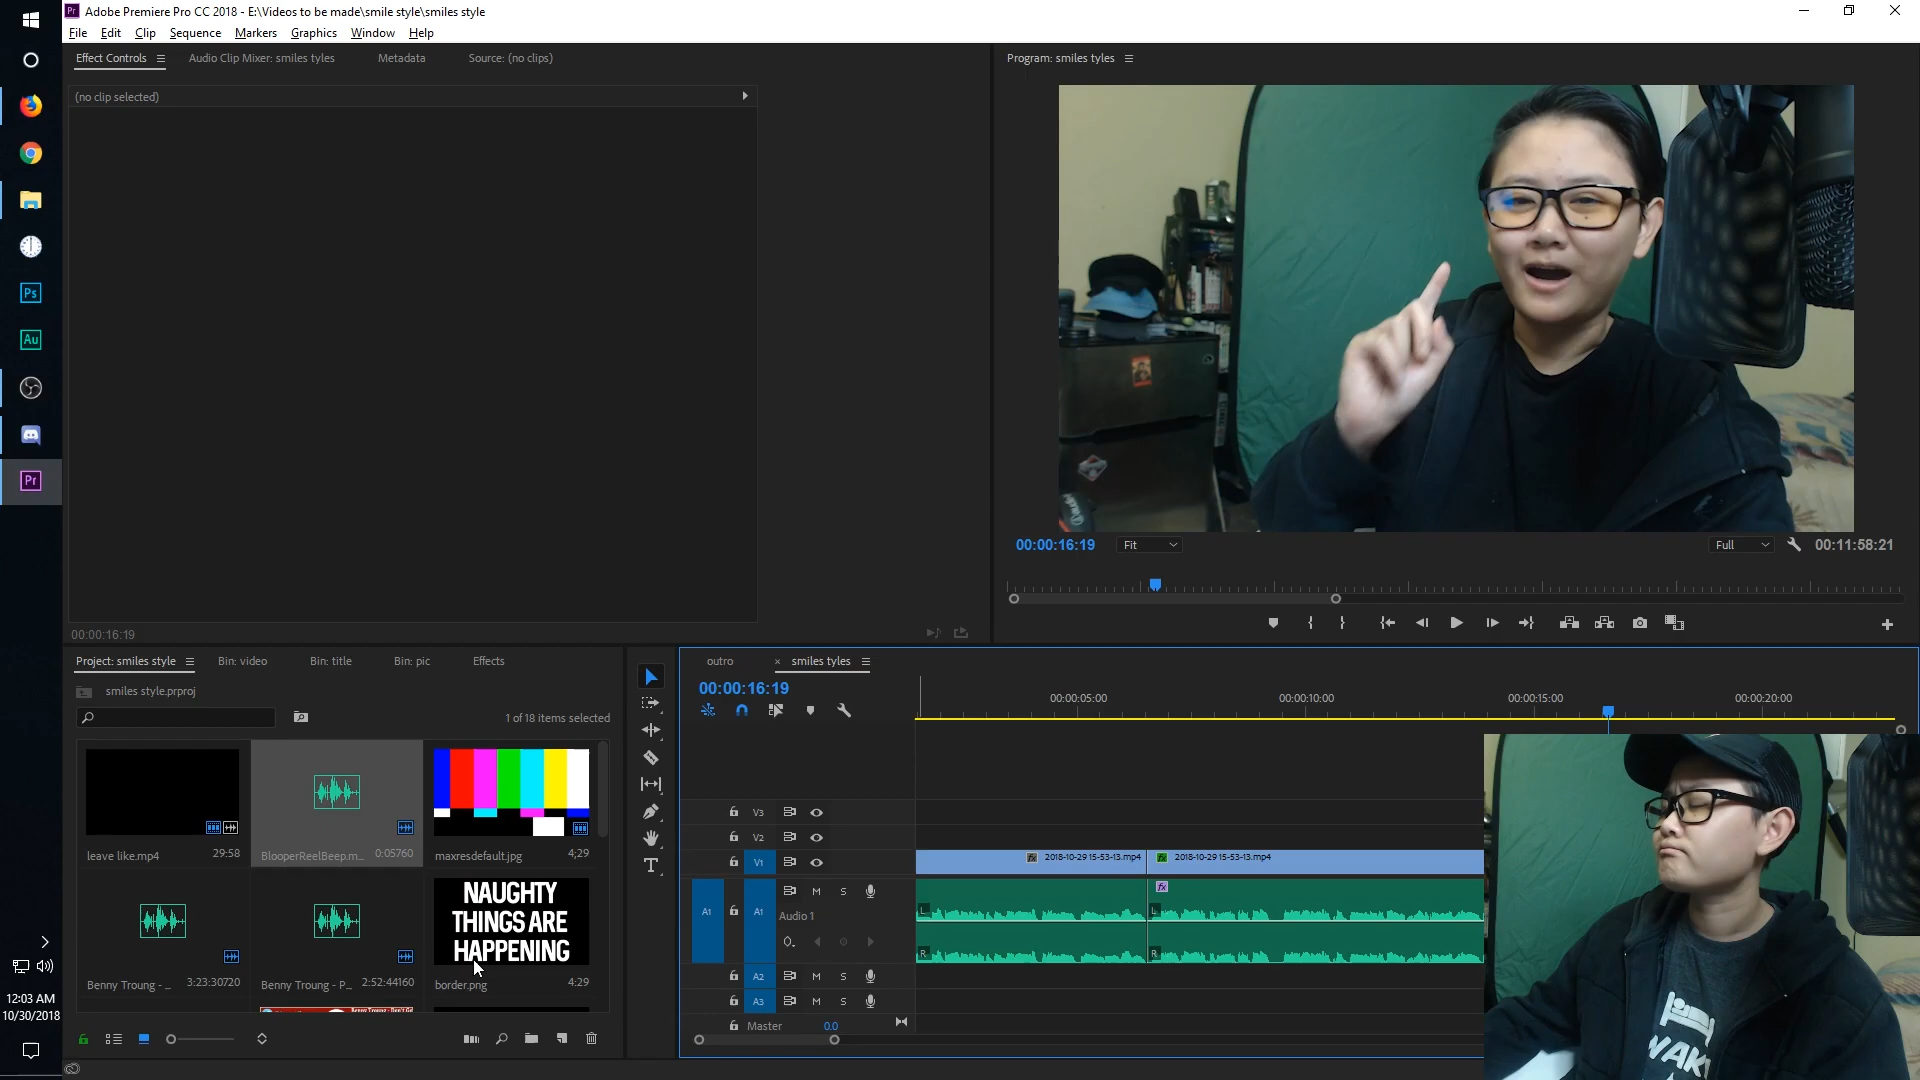 Adobe Premiere Pro CC 2018 - E:\Videos to be made\smile style\smiles style
File Edit Clip Sequence Markers Graphics Window Help
Effect Controls Audio Clip Mixer: smiles tyles Metadata Source: (no clips)
Program: smiles tyles
(no clip selected)
00:00:16:19 Fit Full 00:11:58:21
00:00:16:19
Project: smiles style Bin: video Bin: title Bin: pic Effects
smiles style.prproj
1 of 18 items selected
leave like.mp4 29:58
BlooperReelBeep.m... 0:05760
maxresdefault.jpg 4;29
NAUGHTY
THINGS ARE
HAPPENING
Benny Troung - ... 3:23:30720
Benny Troung - P... 2:52:44160
border.png 4:29
outro × smiles tyles
00:00:16:19
00:00:05:00 00:00:10:00 00:00:15:00 00:00:20:00
V3
V2
V1 fx 2018-10-29 15-53-13.mp4 fx 2018-10-29 15-53-13.mp4
A1 A1 M S fx
Audio 1
L L
R R
A2 M S
A3 M S
Master 0.0
Ps
Au
Pr
12:03 AM
10/30/2018